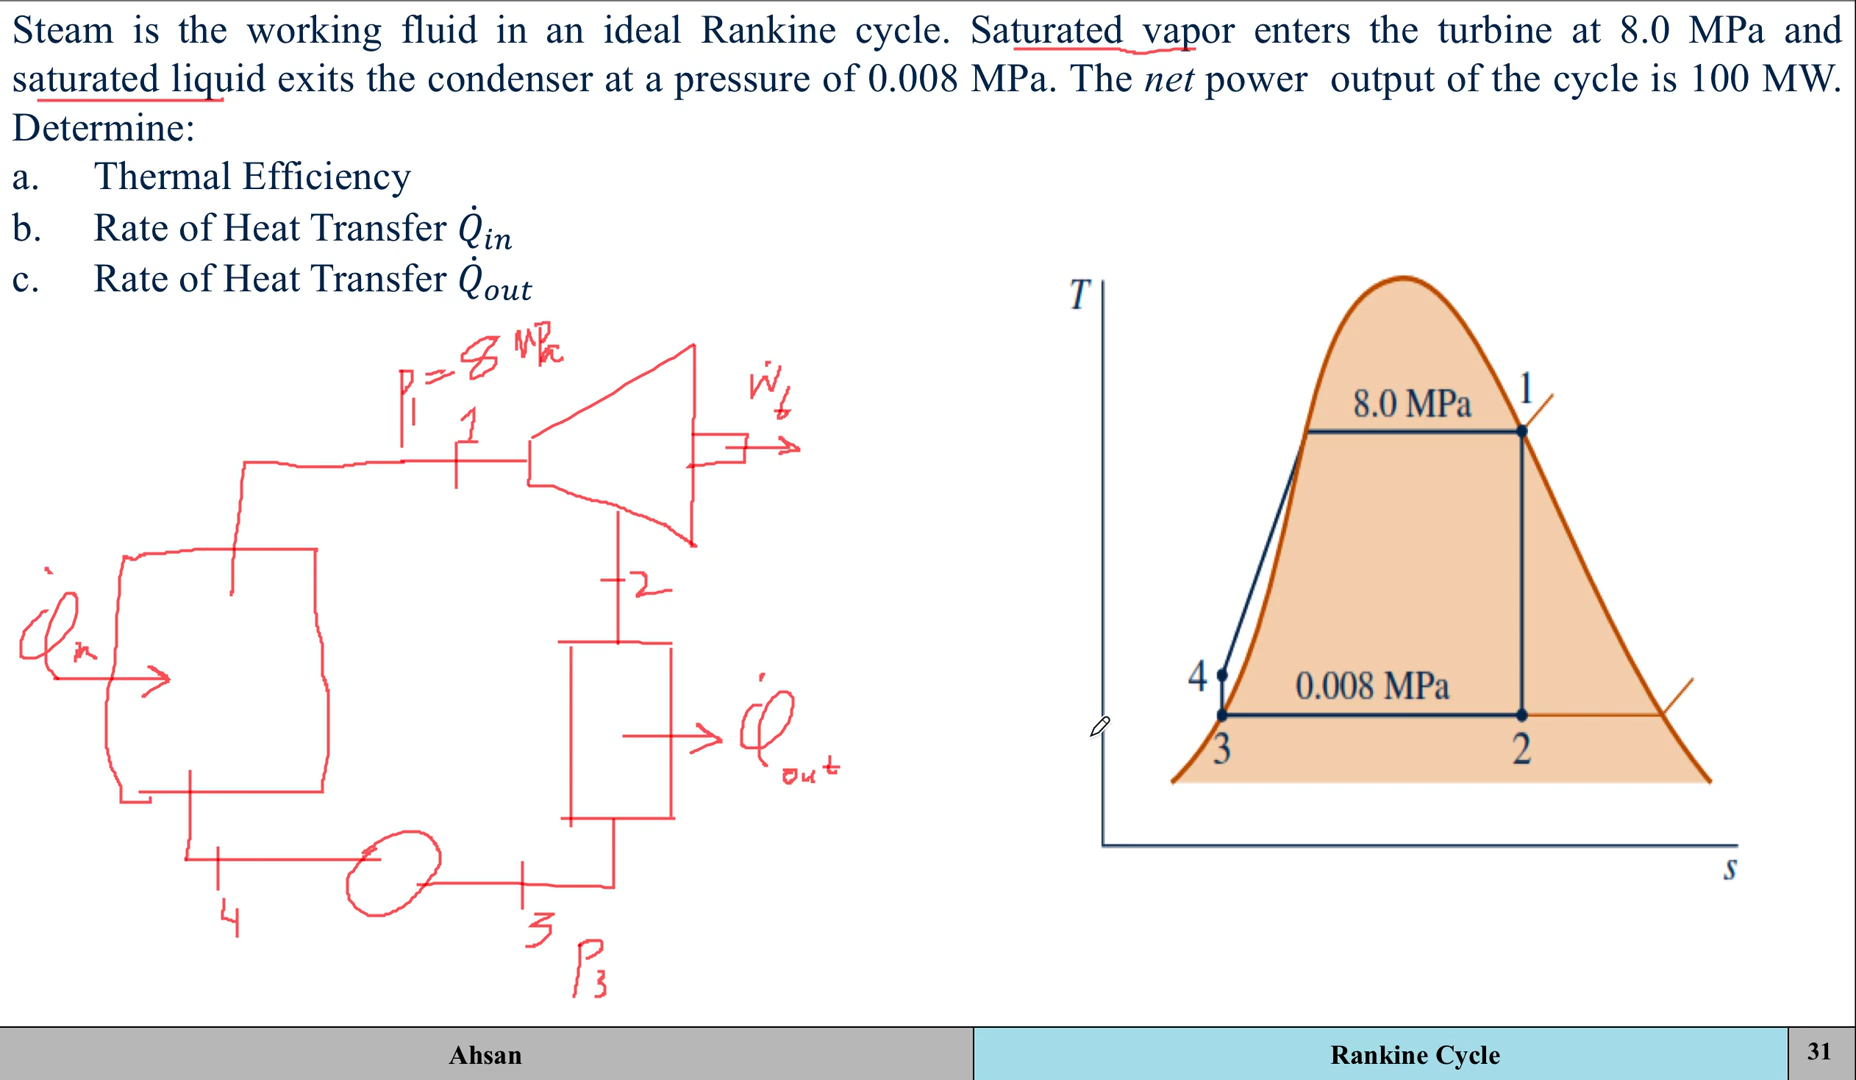 Steam is the working fluid in an ideal Rankine cycle. Saturated vapor enters the turbine at 8.0 MPa and
saturated liquid exits the condenser at a pressure of 0.008 MPa. The net power output of the cycle is 100 MW.
Determine:
a. Thermal Efficiency
b. Rate of Heat Transfer Q̇in
c. Rate of Heat Transfer Q̇out
P1 = 8 MPa
1
Ẇt
2
Q̇in
Q̇out
4
3
P3
T
8.0 MPa
1
4
0.008 MPa
3
2
s
Ahsan
Rankine Cycle
31